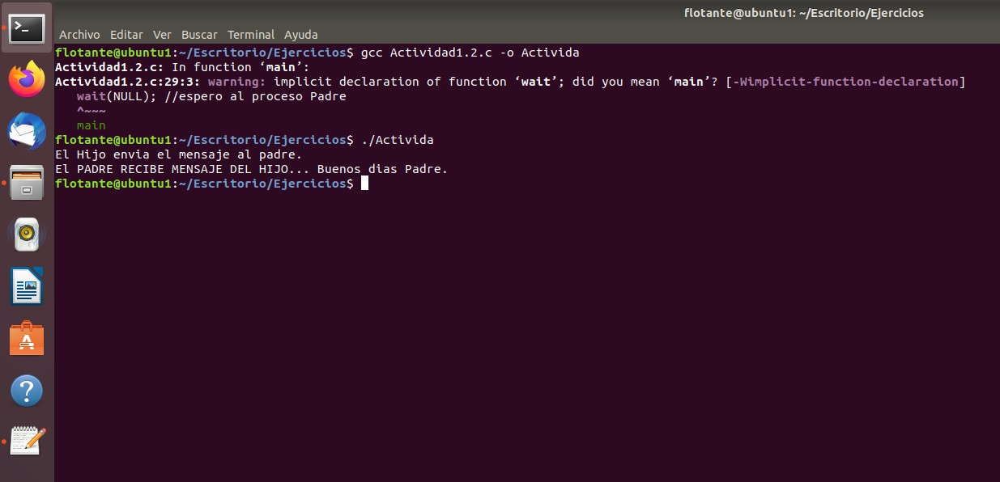 flotante@ubuntu1: ~/Escritorio/Ejercicios
Archivo Editar Ver Buscar Terminal Ayuda
flotante@ubuntu1:~/Escritorio/Ejercicios$ gcc Actividad1.2.c -o Activida
Actividad1.2.c: In function ‘main’:
Actividad1.2.c:29:3: warning: implicit declaration of function ‘wait’; did you mean ‘main’? [-Wimplicit-function-declaration]
   wait(NULL); //espero al proceso Padre
   ^~~~
   main
flotante@ubuntu1:~/Escritorio/Ejercicios$ ./Activida
El Hijo envia el mensaje al padre.
El PADRE RECIBE MENSAJE DEL HIJO... Buenos dias Padre.
flotante@ubuntu1:~/Escritorio/Ejercicios$